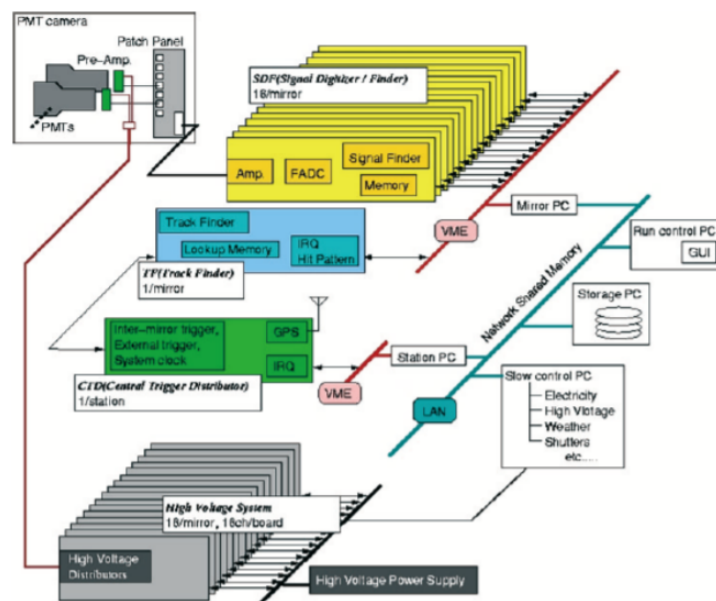 PMT camera
Patch Panel
Pre-Amp.
PMTs
SDF(Signal Digitizer / Finder)
16/mirror
Amp.
FADC
Signal Finder
Memory
Track Finder
Lookup Memory
IRQ
Hit Pattern
TF(Track Finder)
1/mirror
VME
Mirror PC
Run control PC
GUI
Network Shared Memory
Storage PC
Inter-mirror trigger,
External trigger,
System clock
GPS
IRQ
CTD(Central Trigger Distributor)
1/station
VME
Station PC
LAN
Slow control PC
Electricity
High Vlotage
Weather
Shutters
etc.....
High Voltage System
16/mirror, 16ch/board
High Voltage
Distributors
High Voltage Power Supply